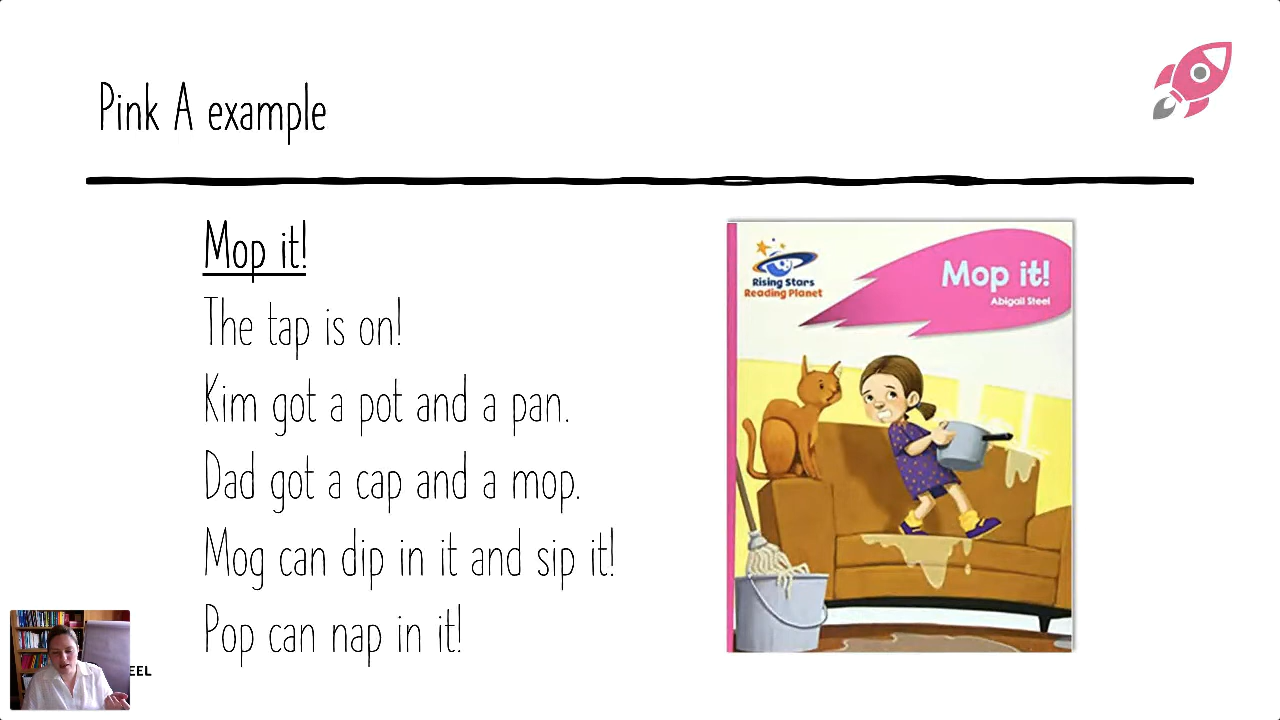 Pink A example
Mop it!
The tap is on!
Kim got a pot and a pan.
Dad got a cap and a mop.
Mog can dip in it and sip it!
Pop can nap in it!
Rising Stars
Reading Planet
Mop it!
Abigail Steel
EEL